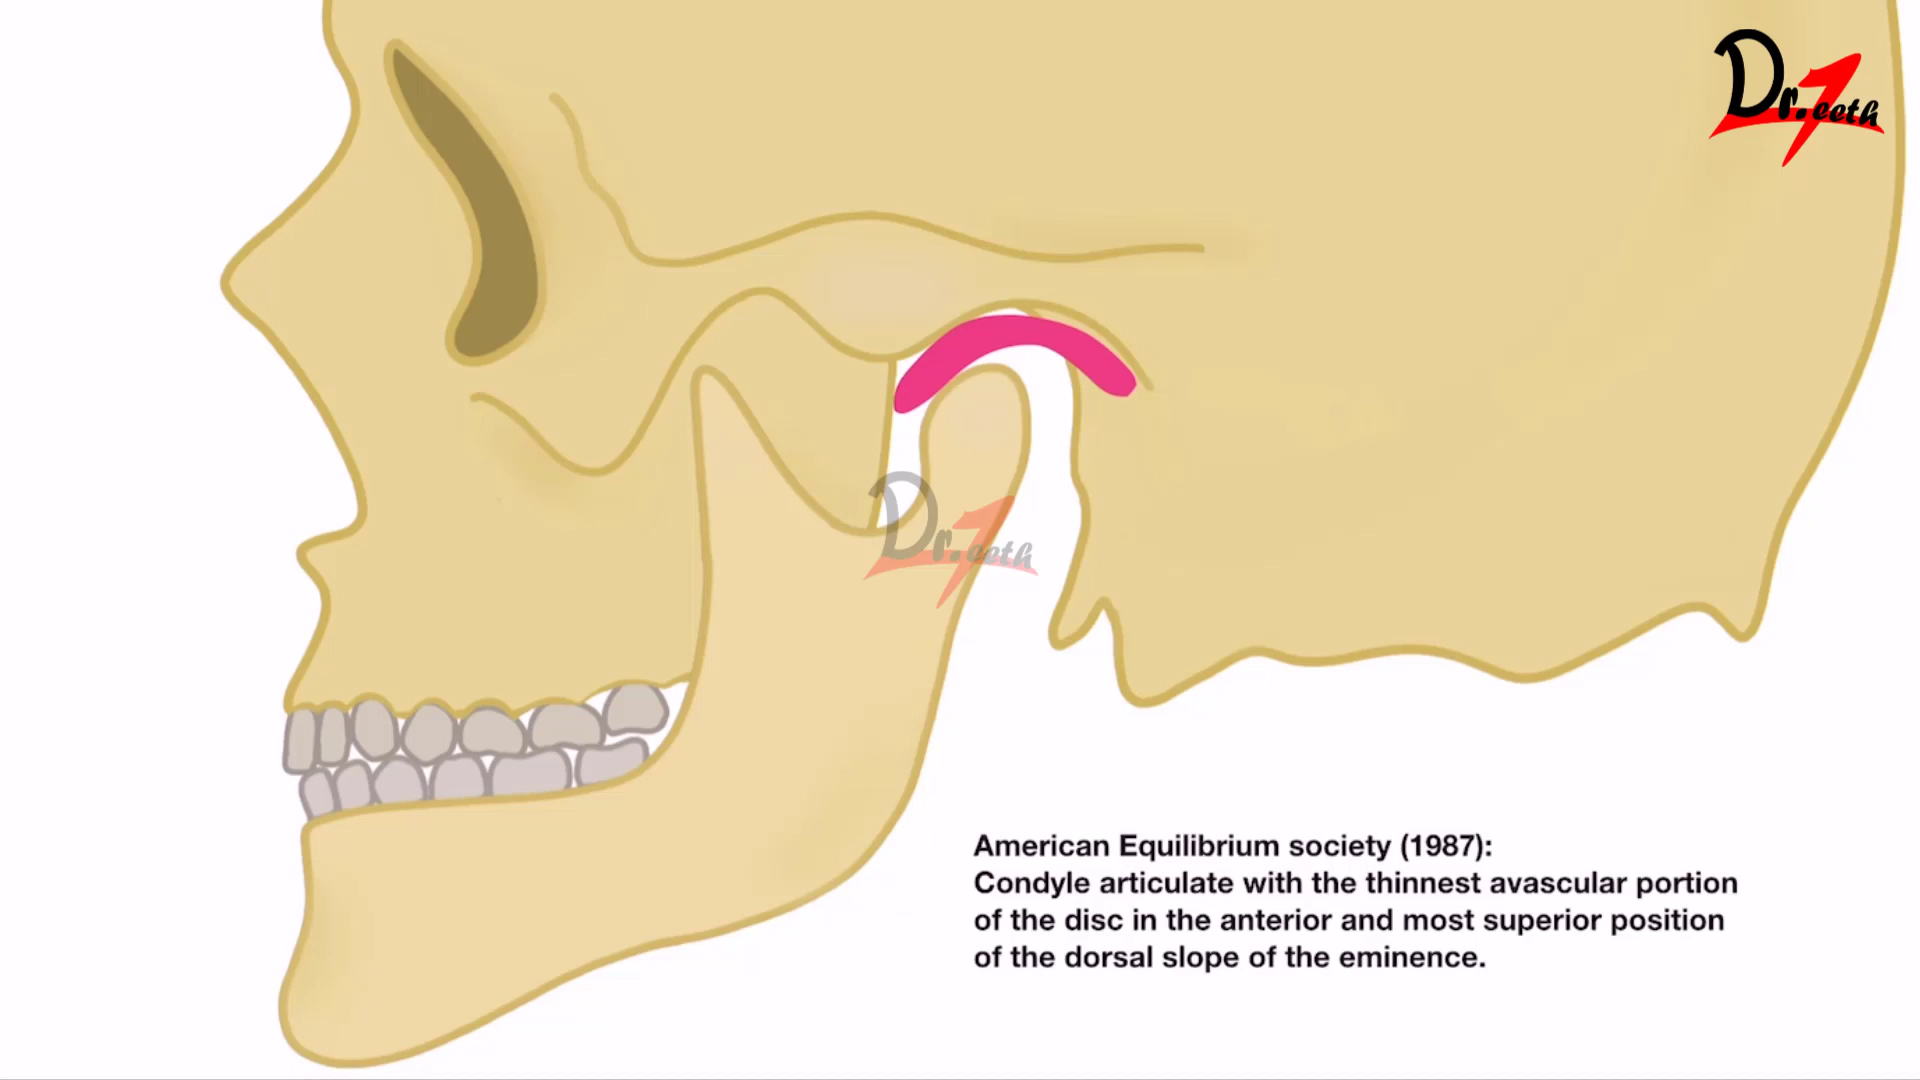 Dr.Teeth
Dr.Teeth
American Equilibrium society (1987):
Condyle articulate with the thinnest avascular portion
of the disc in the anterior and most superior position
of the dorsal slope of the eminence.